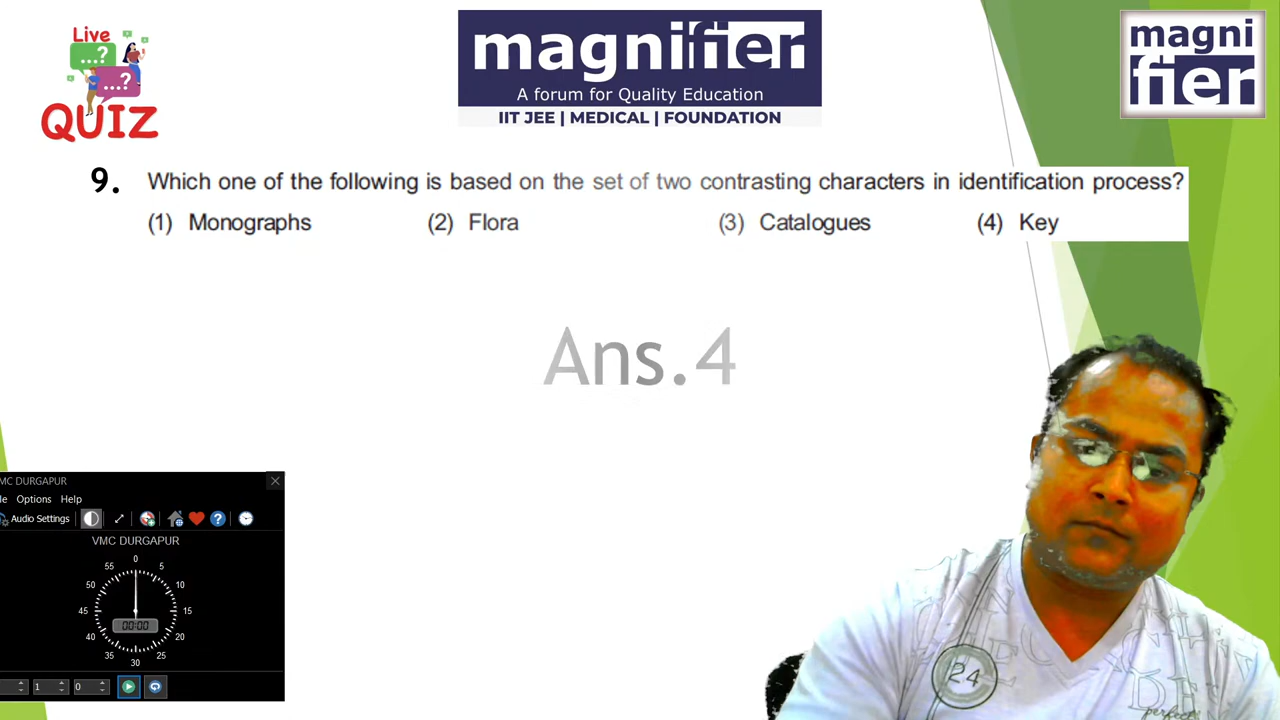 Live
...?
...?
QUIZ
magnifier
A forum for Quality Education
IIT JEE | MEDICAL | FOUNDATION
magni
fier
9. Which one of the following is based on the set of two contrasting characters in identification process?
(1) Monographs (2) Flora (3) Catalogues (4) Key
Ans.4
VMC DURGAPUR
Options Help
Audio Settings
VMC DURGAPUR
0
5
10
15
20
25
30
35
40
45
50
55
00:00
1 0
24
perfect